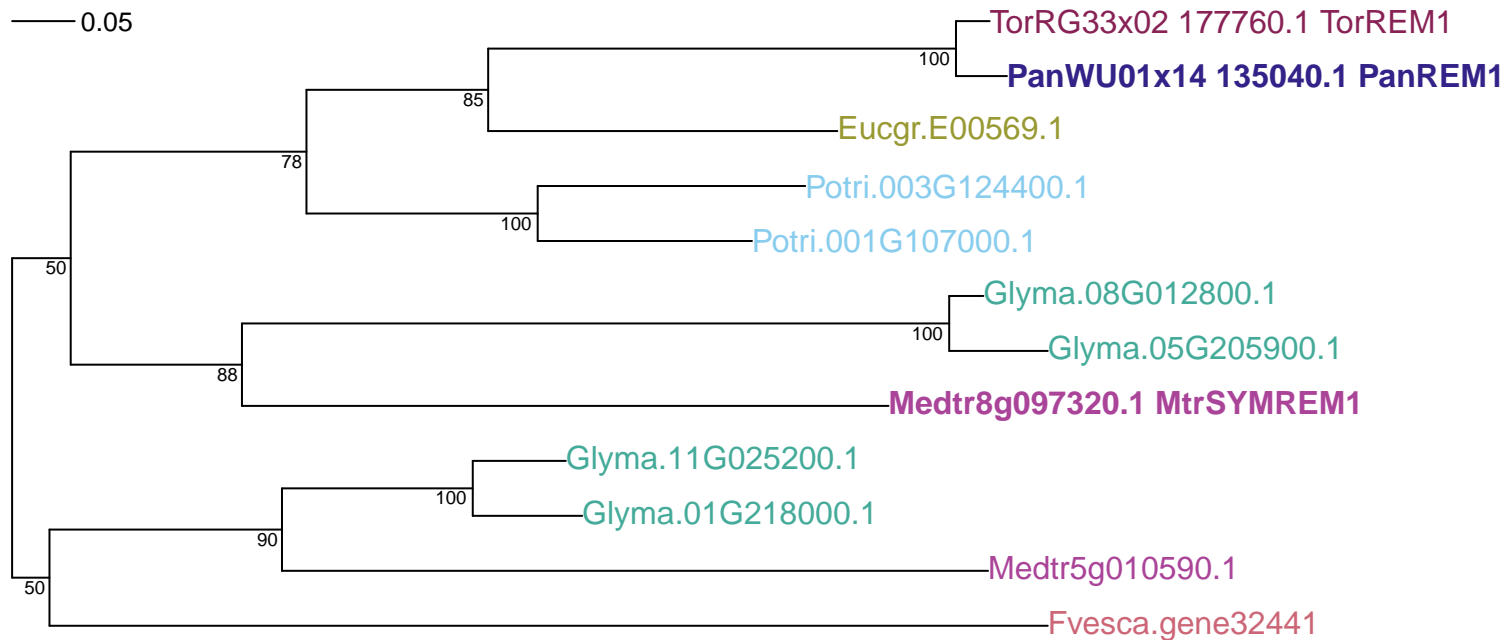 0.05
TorRG33x02 177760.1 TorREM1
100
PanWU01x14 135040.1 PanREM1
85
Eucgr.E00569.1
78
Potri.003G124400.1
100
Potri.001G107000.1
50
Glyma.08G012800.1
100
Glyma.05G205900.1
88
Medtr8g097320.1 MtrSYMREM1
Glyma.11G025200.1
100
Glyma.01G218000.1
90
Medtr5g010590.1
50
Fvesca.gene32441